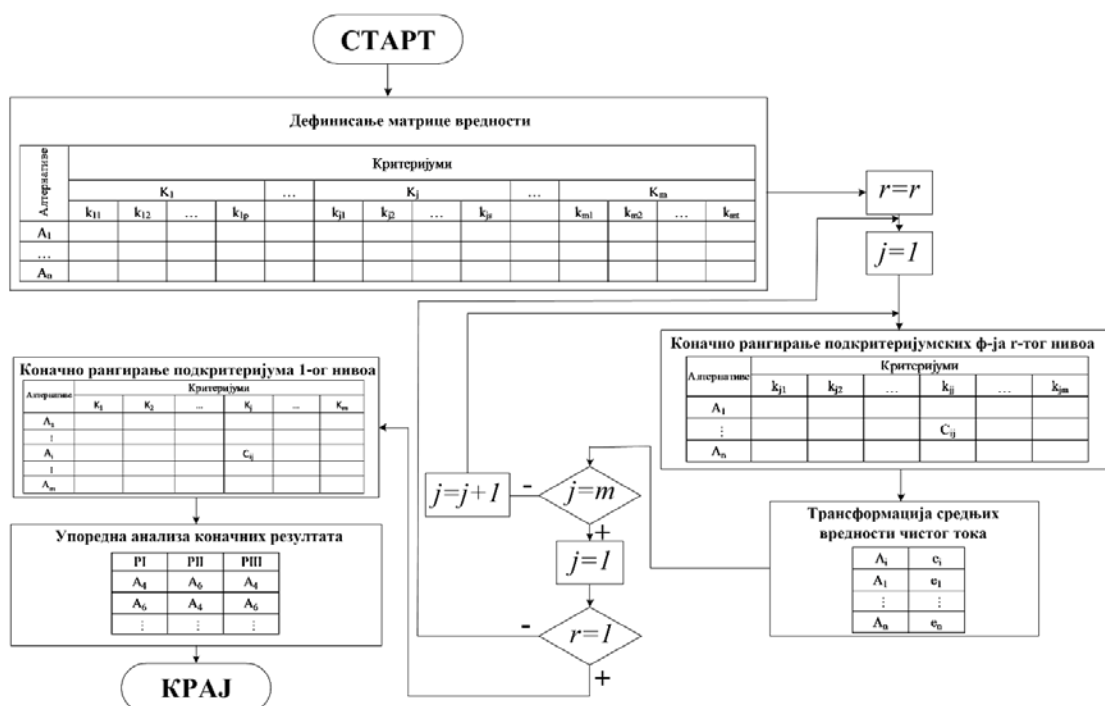 СТАРТ
Дефинисање матрице вредности
Алтернативе
Критеријуми
K1 ... Kj ... Km
k11 k12 ... k1p kj1 kj2 ... kjs km1 km2 ... kmt
A1
...
An
r=r
j=1
Коначно рангирање подкритеријумских ф-ја r-тог нивоа
Алтернативе
Критеријуми
kj1 kj2 ... kjj ... kjm
A1
⋮ Cij
An
Трансформација средњих
вредности чистог тока
Ai ei
A1 e1
⋮ ⋮
An en
j=m
-
+
j=j+1
j=1
r=1
-
+
Коначно рангирање подкритеријума 1-ог нивоа
Алтернативе
Критеријуми
K1 K2 ... Kj ... Km
Ai Cij
Am
Упоредна анализа коначних резултата
PI PII PIII
A4 A6 A4
A6 A4 A6
⋮ ⋮ ⋮
КРАЈ